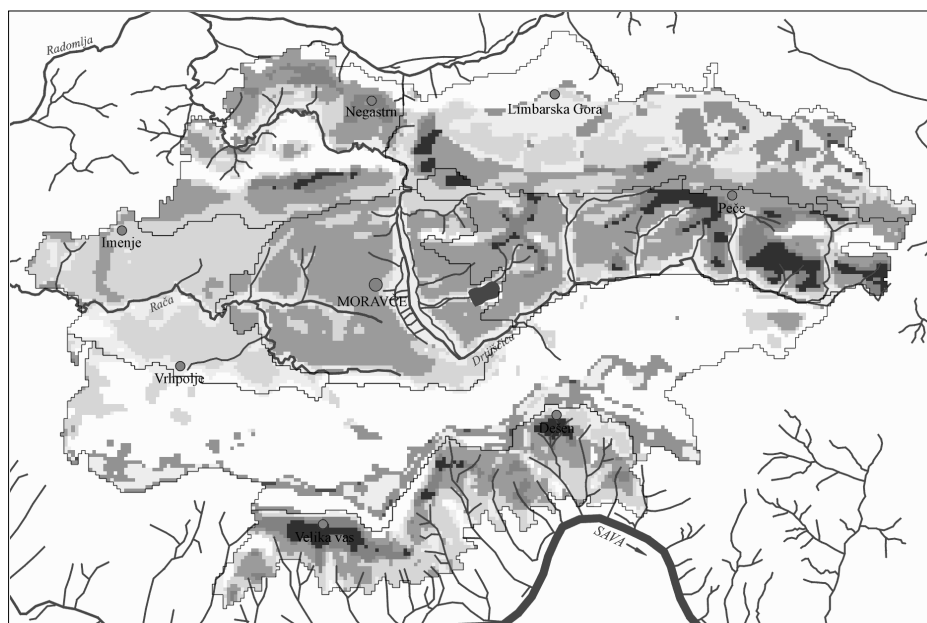 Radomlja
Negastrn
Limbarska Gora
Peče
Imenje
MORAVČE
Rača
Drtijščica
Vrhpolje
Dešen
Velika vas
SAVA